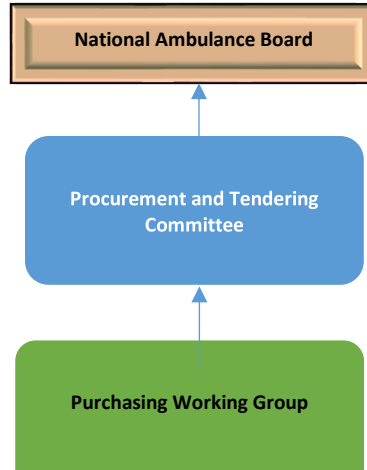 National Ambulance Board
Procurement and Tendering
Committee
Purchasing Working Group